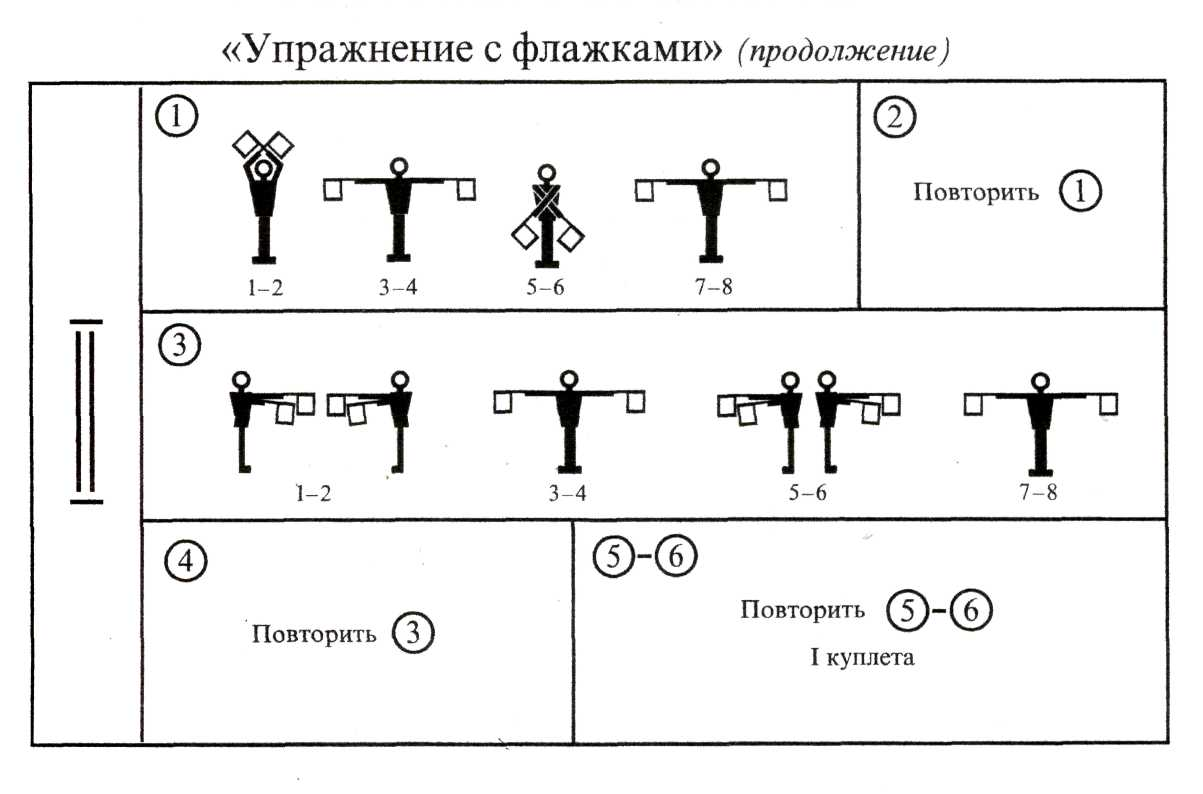 «Упражнение с флажками» (продолжение)
①
1–2 3–4 5–6 7–8
②
Повторить ①
II
③
1–2 3–4 5–6 7–8
④
Повторить ③
⑤-⑥
Повторить ⑤-⑥
I куплета